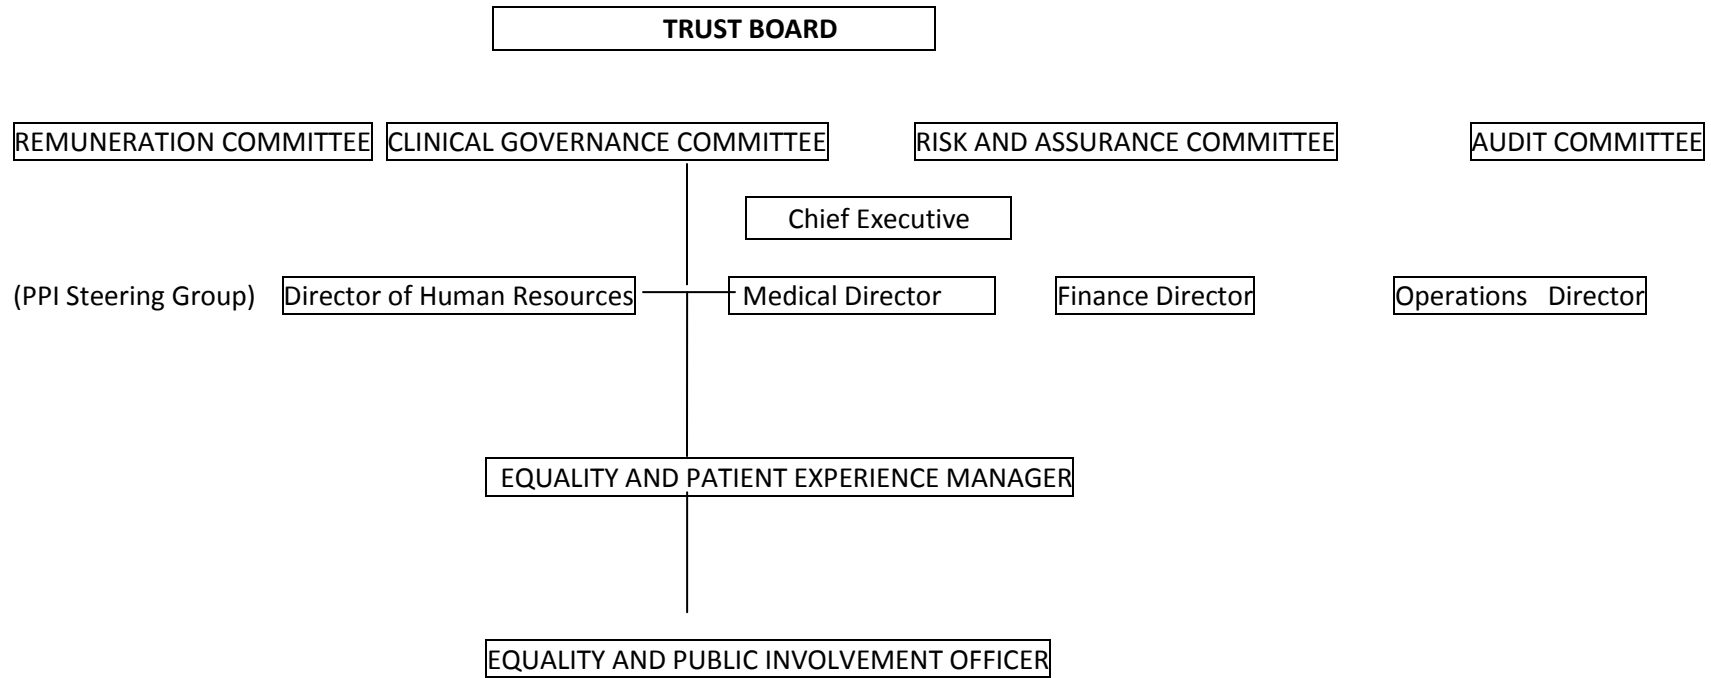 TRUST BOARD
REMUNERATION COMMITTEE CLINICAL GOVERNANCE COMMITTEE RISK AND ASSURANCE COMMITTEE AUDIT COMMITTEE
Chief Executive
(PPI Steering Group) Director of Human Resources Medical Director Finance Director Operations Director
EQUALITY AND PATIENT EXPERIENCE MANAGER
EQUALITY AND PUBLIC INVOLVEMENT OFFICER